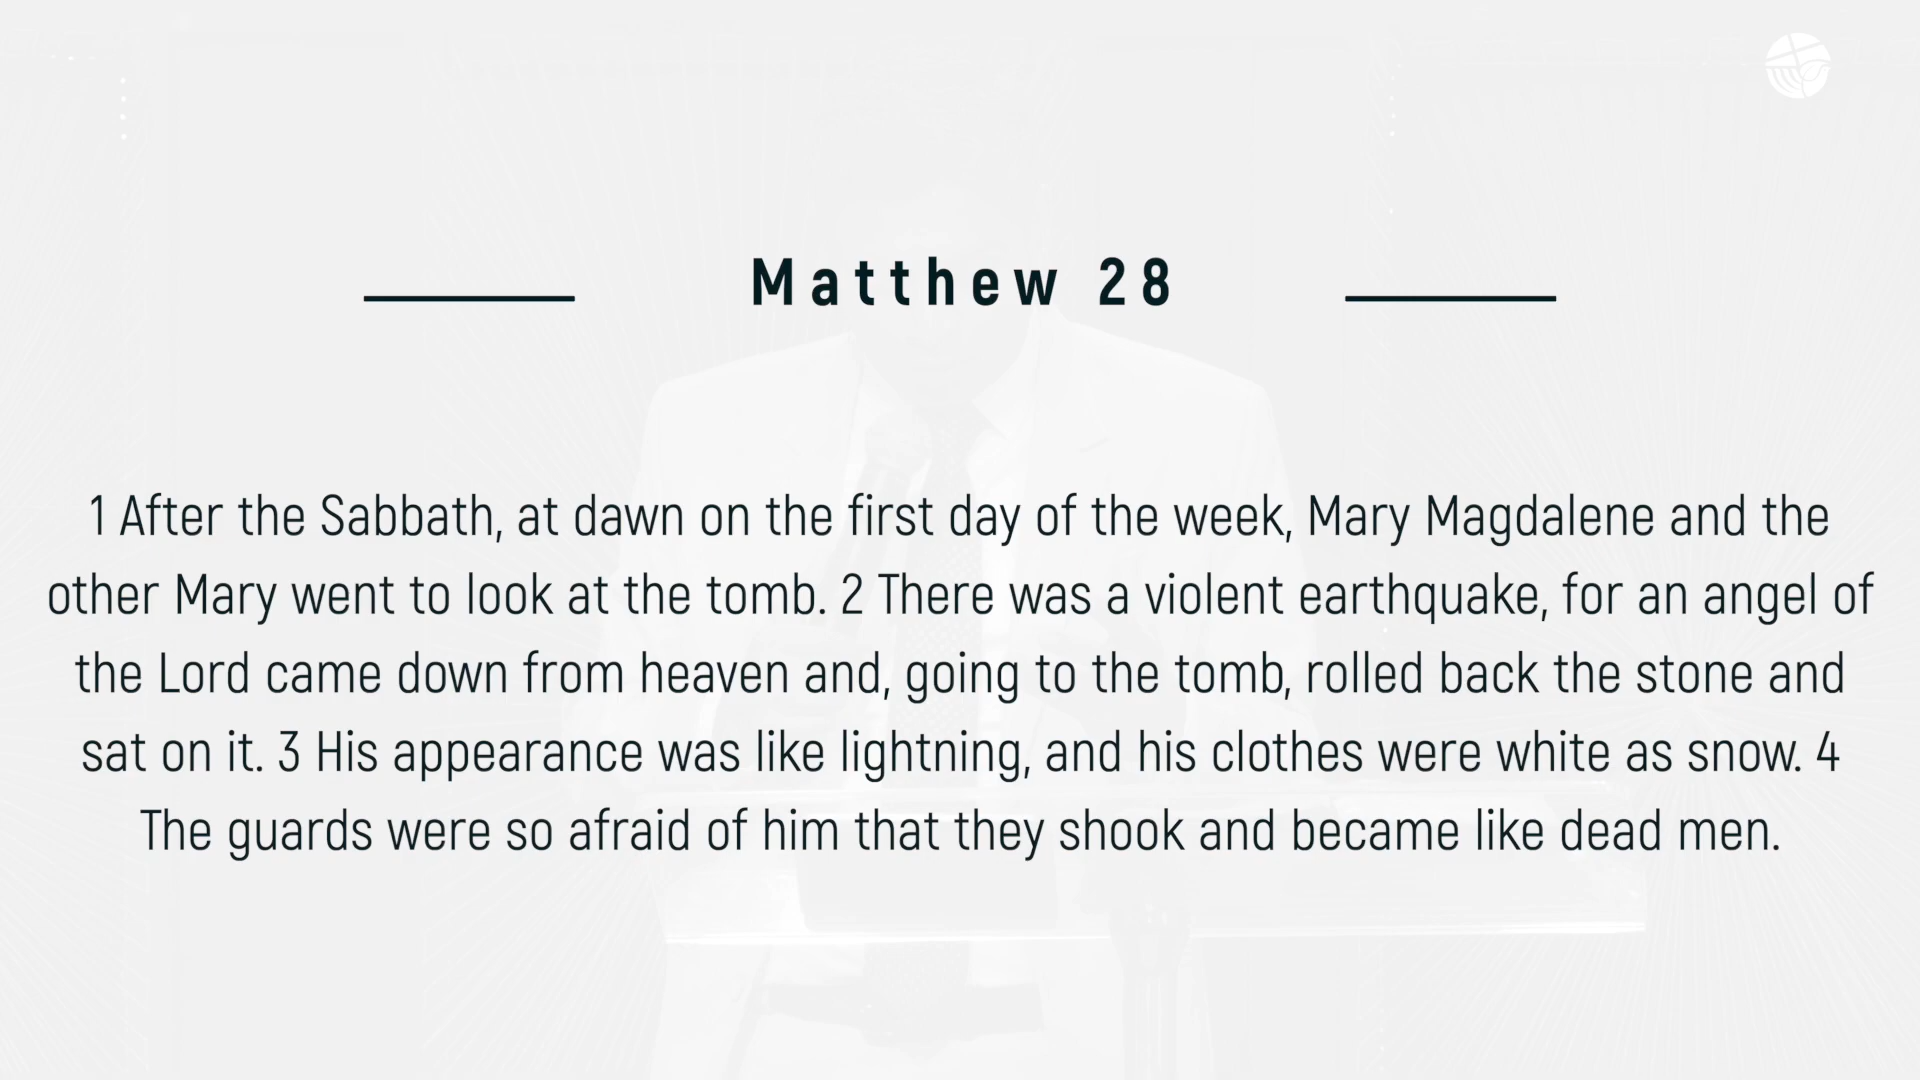 Matthew 28
1 After the Sabbath, at dawn on the first day of the week, Mary Magdalene and the
other Mary went to look at the tomb. 2 There was a violent earthquake, for an angel of
the Lord came down from heaven and, going to the tomb, rolled back the stone and
sat on it. 3 His appearance was like lightning, and his clothes were white as snow. 4
The guards were so afraid of him that they shook and became like dead men.